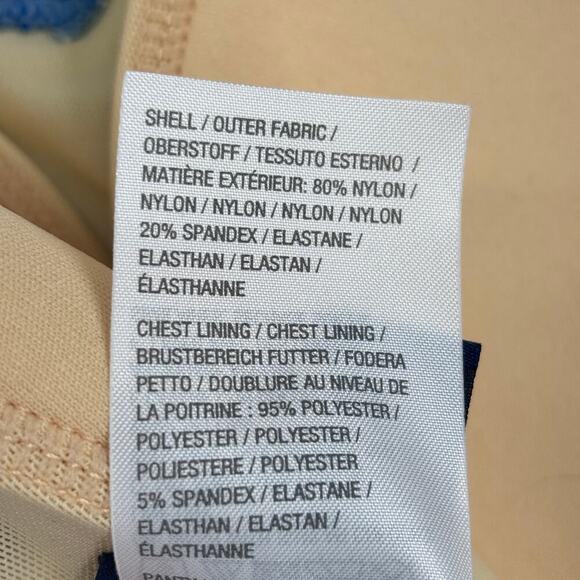 SHELL / OUTER FABRIC /
OBERSTOFF / TESSUTO ESTERNO /
MATIÈRE EXTÉRIEUR: 80% NYLON /
NYLON / NYLON / NYLON / NYLON
20% SPANDEX / ELASTANE /
ELASTHAN / ELASTAN /
ÉLASTHANNE
CHEST LINING / CHEST LINING /
BRUSTBEREICH FUTTER / FODERA
PETTO / DOUBLURE AU NIVEAU DE
LA POITRINE : 95% POLYESTER /
POLYESTER / POLYESTER /
POLIESTERE / POLYESTER
5% SPANDEX / ELASTANE /
ELASTHAN / ELASTAN /
ÉLASTHANNE